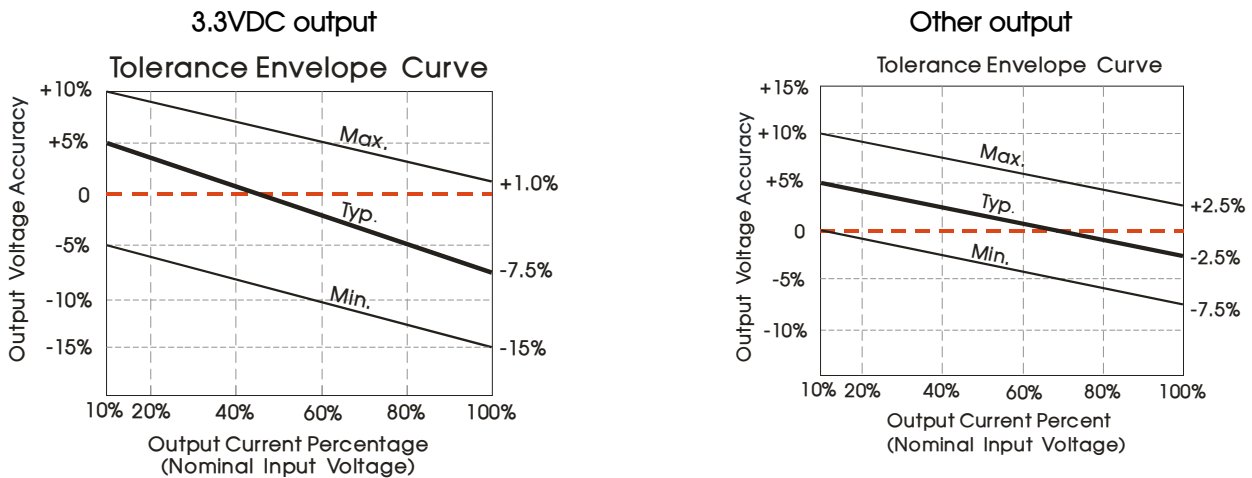 3.3VDC output
Tolerance Envelope Curve
Output Voltage Accuracy
+10%
+5%
0
-5%
-10%
-15%
Max.
Typ.
Min.
+1.0%
-7.5%
-15%
10% 20% 40% 60% 80% 100%
Output Current Percentage
(Nominal Input Voltage)
Other output
Tolerance Envelope Curve
Output Voltage Accuracy
+15%
+10%
+5%
0
-5%
-10%
Max.
Typ.
Min.
+2.5%
-2.5%
-7.5%
10% 20% 40% 60% 80% 100%
Output Current Percent
(Nominal Input Voltage)